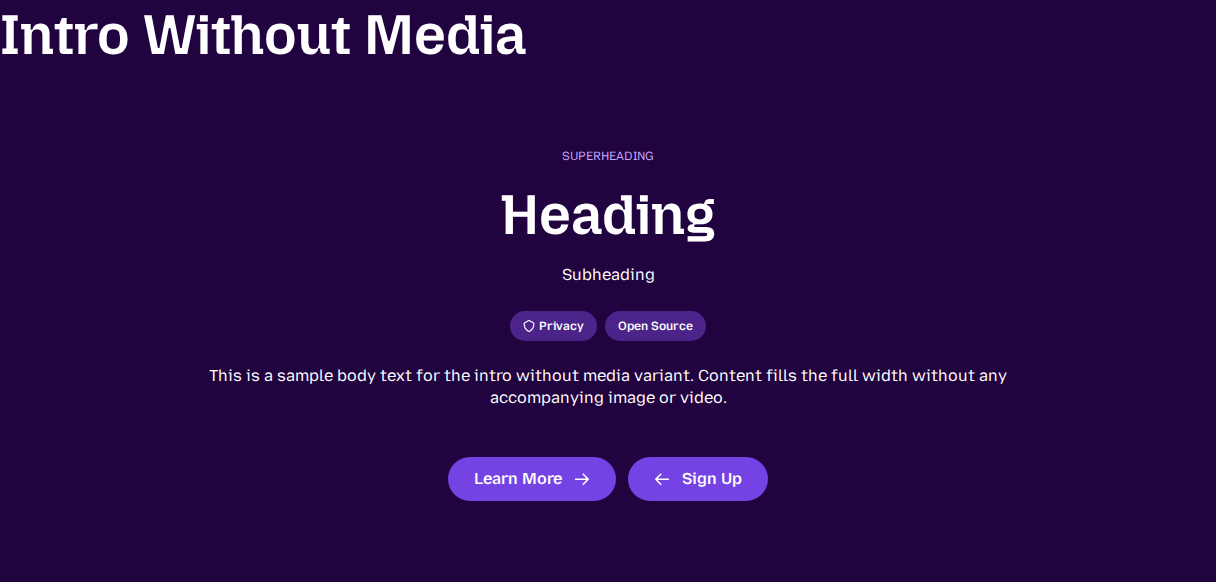 Intro Without Media
SUPERHEADING
Heading
Subheading
Privacy
Open Source
This is a sample body text for the intro without media variant. Content fills the full width without any
accompanying image or video.
Learn More
Sign Up